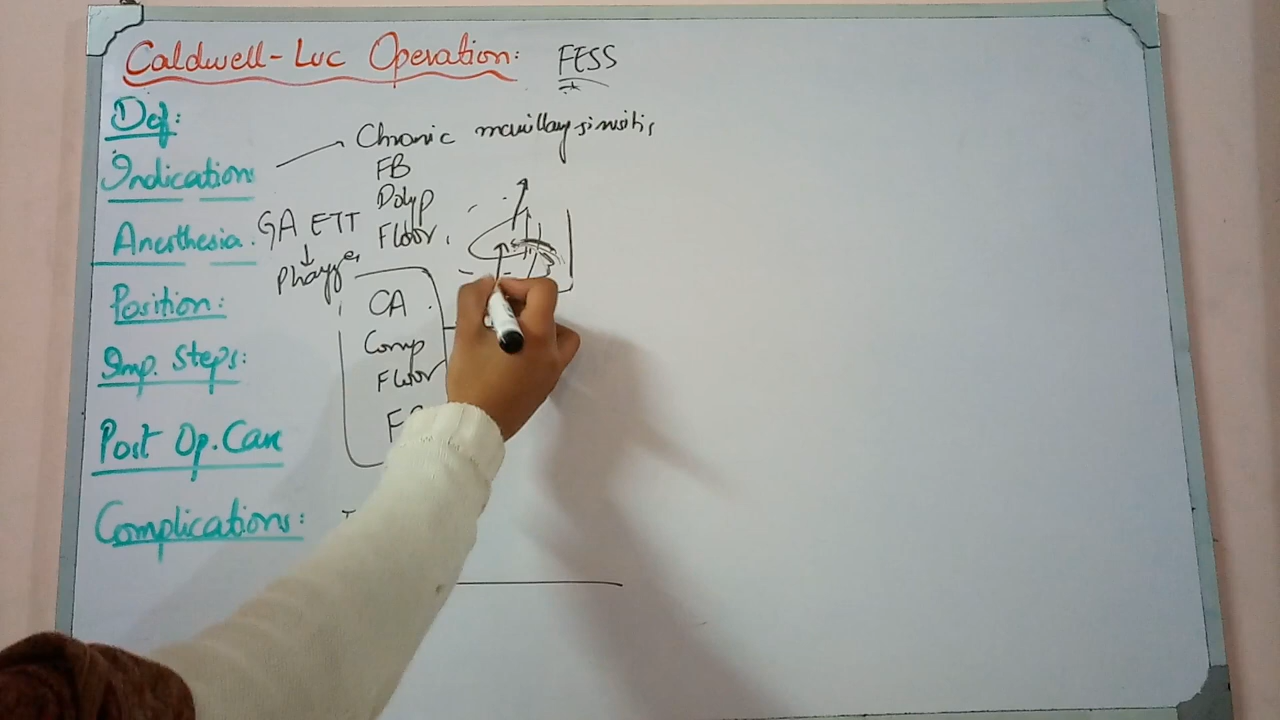 Caldwell-Luc Operation: FESS
Def:
Chronic maxillary sinusitis
Indication:
FB
Polyp
Anesthesia. GA ETT
Floor
CA
Position:
Comp
Imp. Steps:
Floor
Post Op. Care
Complications: